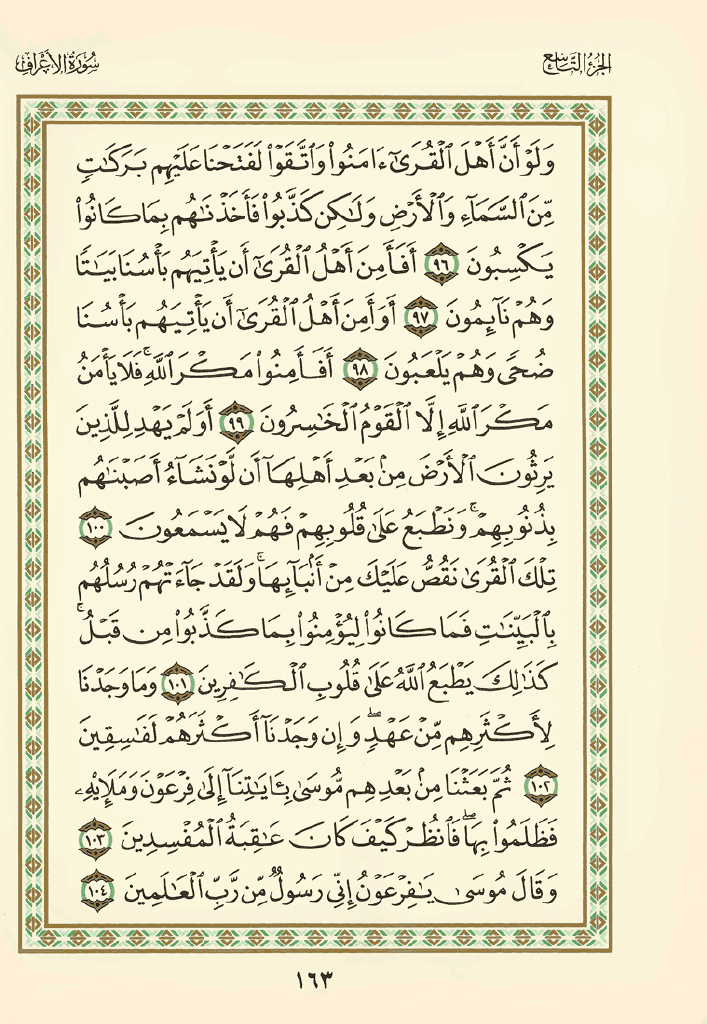 الجزء التاسع
سورة الأعراف
وَلَوْ أَنَّ أَهْلَ ٱلْقُرَىٰٓ ءَامَنُوا۟ وَٱتَّقَوْا۟ لَفَتَحْنَا عَلَيْهِم بَرَكَٰتٍ
مِّنَ ٱلسَّمَآءِ وَٱلْأَرْضِ وَلَٰكِن كَذَّبُوا۟ فَأَخَذْنَٰهُم بِمَا كَانُوا۟
يَكْسِبُونَ ٩٦ أَفَأَمِنَ أَهْلُ ٱلْقُرَىٰٓ أَن يَأْتِيَهُم بَأْسُنَا بَيَٰتًا
وَهُمْ نَآئِمُونَ ٩٧ أَوَأَمِنَ أَهْلُ ٱلْقُرَىٰٓ أَن يَأْتِيَهُم بَأْسُنَا
ضُحًى وَهُمْ يَلْعَبُونَ ٩٨ أَفَأَمِنُوا۟ مَكْرَ ٱللَّهِ ۚ فَلَا يَأْمَنُ
مَكْرَ ٱللَّهِ إِلَّا ٱلْقَوْمُ ٱلْخَٰسِرُونَ ٩٩ أَوَلَمْ يَهْدِ لِلَّذِينَ
يَرِثُونَ ٱلْأَرْضَ مِنۢ بَعْدِ أَهْلِهَآ أَن لَّوْ نَشَآءُ أَصَبْنَٰهُم
بِذُنُوبِهِمْ ۚ وَنَطْبَعُ عَلَىٰ قُلُوبِهِمْ فَهُمْ لَا يَسْمَعُونَ ١٠٠
تِلْكَ ٱلْقُرَىٰ نَقُصُّ عَلَيْكَ مِنْ أَنۢبَآئِهَا ۚ وَلَقَدْ جَآءَتْهُمْ رُسُلُهُم
بِٱلْبَيِّنَٰتِ فَمَا كَانُوا۟ لِيُؤْمِنُوا۟ بِمَا كَذَّبُوا۟ مِن قَبْلُ ۚ
كَذَٰلِكَ يَطْبَعُ ٱللَّهُ عَلَىٰ قُلُوبِ ٱلْكَٰفِرِينَ ١٠١ وَمَا وَجَدْنَا
لِأَكْثَرِهِم مِّنْ عَهْدٍ ۖ وَإِن وَجَدْنَآ أَكْثَرَهُمْ لَفَٰسِقِينَ
١٠٢ ثُمَّ بَعَثْنَا مِنۢ بَعْدِهِم مُّوسَىٰ بِـَٔايَٰتِنَآ إِلَىٰ فِرْعَوْنَ وَمَلَإِي۟هِۦ
فَظَلَمُوا۟ بِهَا ۖ فَٱنظُرْ كَيْفَ كَانَ عَٰقِبَةُ ٱلْمُفْسِدِينَ ١٠٣
وَقَالَ مُوسَىٰ يَٰفِرْعَوْنُ إِنِّى رَسُولٌ مِّن رَّبِّ ٱلْعَٰلَمِينَ ١٠٤
١٦٣